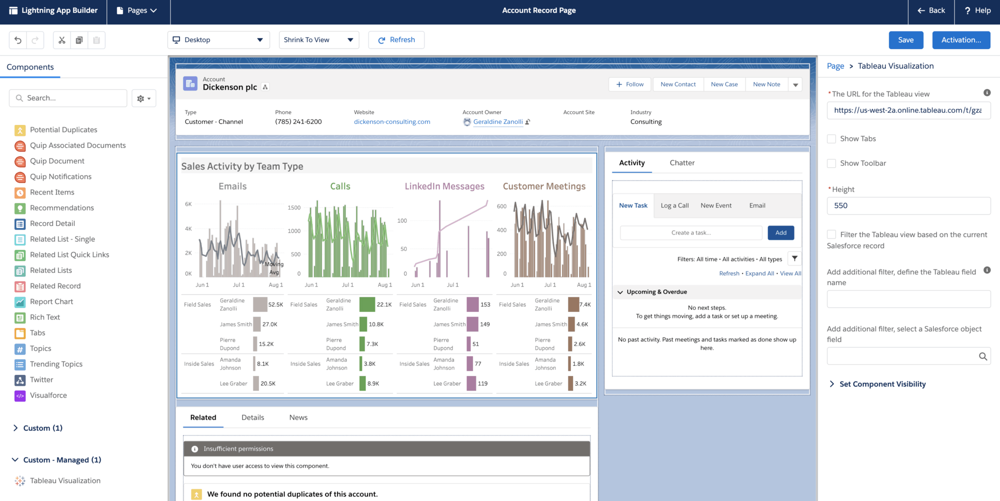 Lightning App Builder
Pages
Account Record Page
Back
? Help
Desktop
Shrink To View
Refresh
Save
Activation...
Components
Search...
Potential Duplicates
Quip Associated Documents
Quip Document
Quip Notifications
Recent Items
Recommendations
Record Detail
Related List - Single
Related List Quick Links
Related Lists
Related Record
Report Chart
Rich Text
Tabs
Topics
Trending Topics
Twitter
Visualforce
Custom (1)
Custom - Managed (1)
Tableau Visualization
Account
Dickenson plc
+ Follow
New Contact
New Case
New Note
Type
Customer - Channel
Phone
(785) 241-6200
Website
dickenson-consulting.com
Account Owner
Geraldine Zanolli
Account Site
Industry
Consulting
Sales Activity by Team Type
Emails
6K
4K
2K
0K
Moving
Avg
Jun 1 Jul 1 Aug 1
Calls
1500
1000
500
0
Jun 1 Jul 1 Aug 1
LinkedIn Messages
100
50
0
Jun 1 Jul 1
Customer Meetings
600
400
200
0
Jun 1 Jul 1 Aug 1
Field Sales
Geraldine
Zanolli
52.5K
James Smith 27.0K
Pierre
Dupond
15.2K
Inside Sales
Amanda
Johnson
8.1K
Lee Graber 20.5K
Field Sales
Geraldine
Zanolli
22.1K
James Smith 10.8K
Pierre
Dupond
7.3K
Inside Sales
Amanda
Johnson
3.8K
Lee Graber 8.9K
Field Sales
Geraldine
Zanolli
153
James Smith 149
Pierre
Dupond
51
Inside Sales
Amanda
Johnson
77
Lee Graber 119
Field Sales
Geraldine
Zanolli
7.4K
James Smith 4.6K
Pierre
Dupond
2.6K
Inside Sales
Amanda
Johnson
1.8K
Lee Graber 3.2K
Related
Details
News
Insufficient permissions
You don't have user access to view this component.
We found no potential duplicates of this account.
Activity
Chatter
New Task
Log a Call
New Event
Email
Create a task...
Add
Filters: All time • All activities • All types
Refresh • Expand All • View All
Upcoming & Overdue
No next steps.
To get things moving, add a task or set up a meeting.
No past activity. Past meetings and tasks marked as done show up
here.
Page > Tableau Visualization
*The URL for the Tableau view
https://us-west-2a.online.tableau.com/t/gza
Show Tabs
Show Toolbar
*Height
550
Filter the Tableau view based on the current
Salesforce record
Add additional filter, define the Tableau field
name
Add additional filter, select a Salesforce object
field
Set Component Visibility